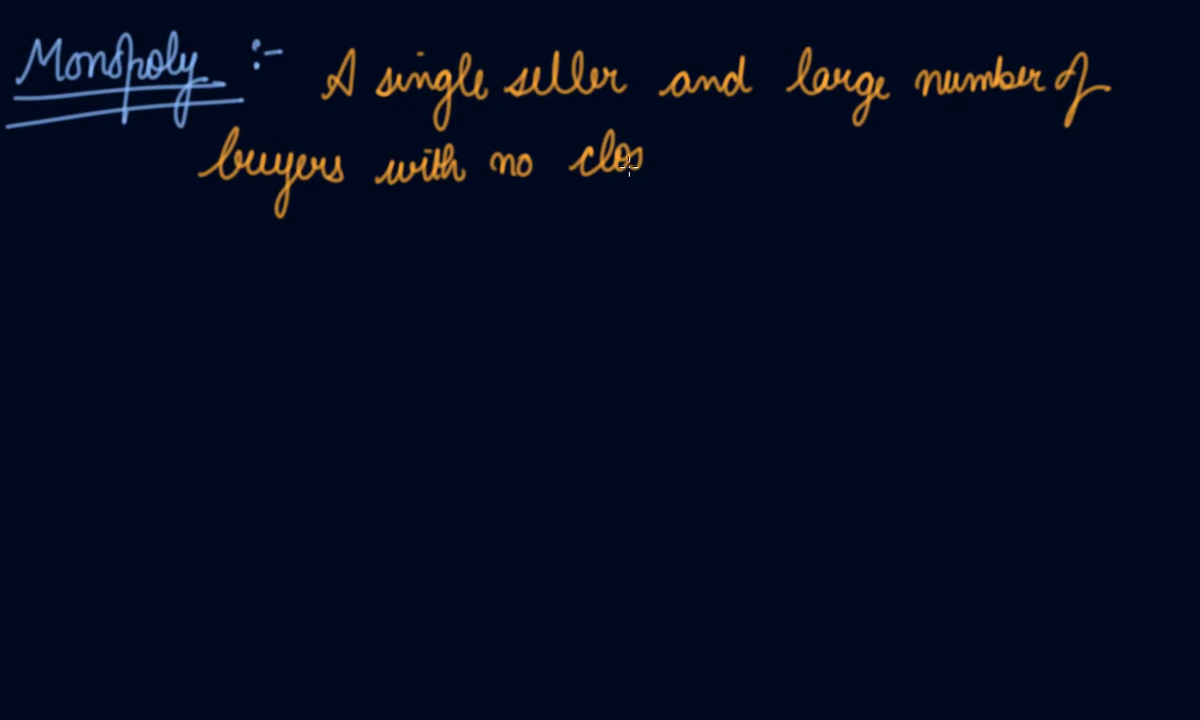 Monopoly :- A single seller and large number of
buyers with no clos